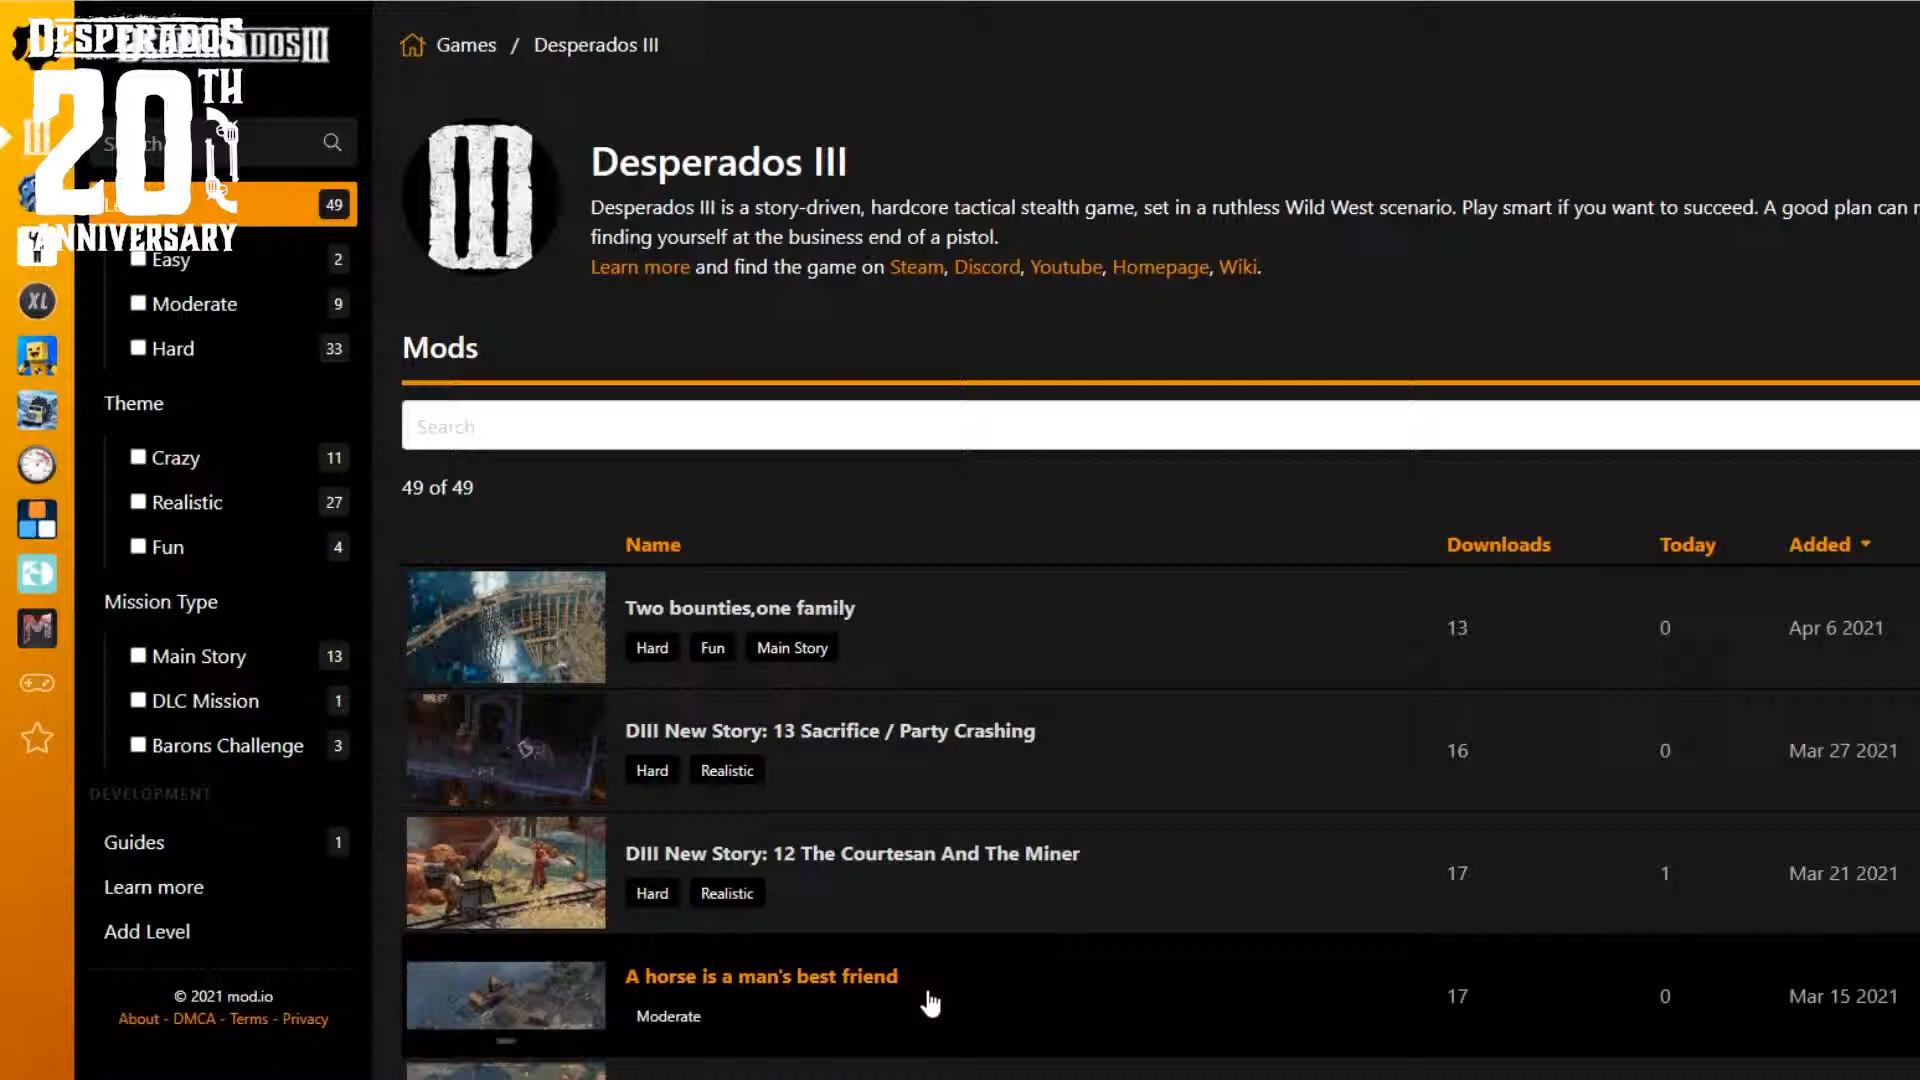 DESPERADOS
20TH
ANNIVERSARY
DOSIII
Games / Desperados III
Desperados III
Desperados III is a story-driven, hardcore tactical stealth game, set in a ruthless Wild West scenario. Play smart if you want to succeed. A good plan can
finding yourself at the business end of a pistol.
Learn more and find the game on Steam, Discord, Youtube, Homepage, Wiki.
49
Easy 2
Moderate 9
Hard 33
Theme
Crazy 11
Realistic 27
Fun 4
Mission Type
Main Story 13
DLC Mission 1
Barons Challenge 3
DEVELOPMENT
Guides 1
Learn more
Add Level
© 2021 mod.io
About - DMCA - Terms - Privacy
XL
Mods
Search
49 of 49
Name Downloads Today Added
Two bounties,one family
Hard Fun Main Story
13 0 Apr 6 2021
DIII New Story: 13 Sacrifice / Party Crashing
Hard Realistic
16 0 Mar 27 2021
DIII New Story: 12 The Courtesan And The Miner
Hard Realistic
17 1 Mar 21 2021
A horse is a man's best friend
Moderate
17 0 Mar 15 2021